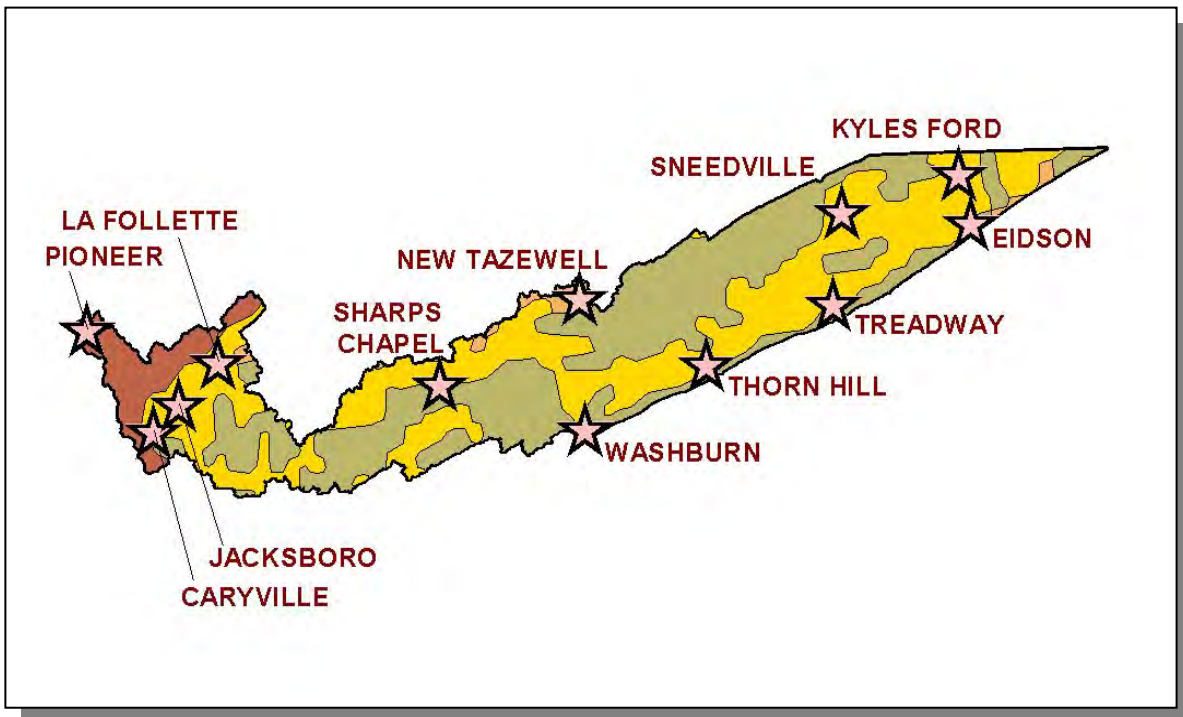 KYLES FORD
SNEEDVILLE
LA FOLLETTE
PIONEER
EIDSON
NEW TAZEWELL
SHARPS
CHAPEL
TREADWAY
THORN HILL
WASHBURN
JACKSBORO
CARYVILLE